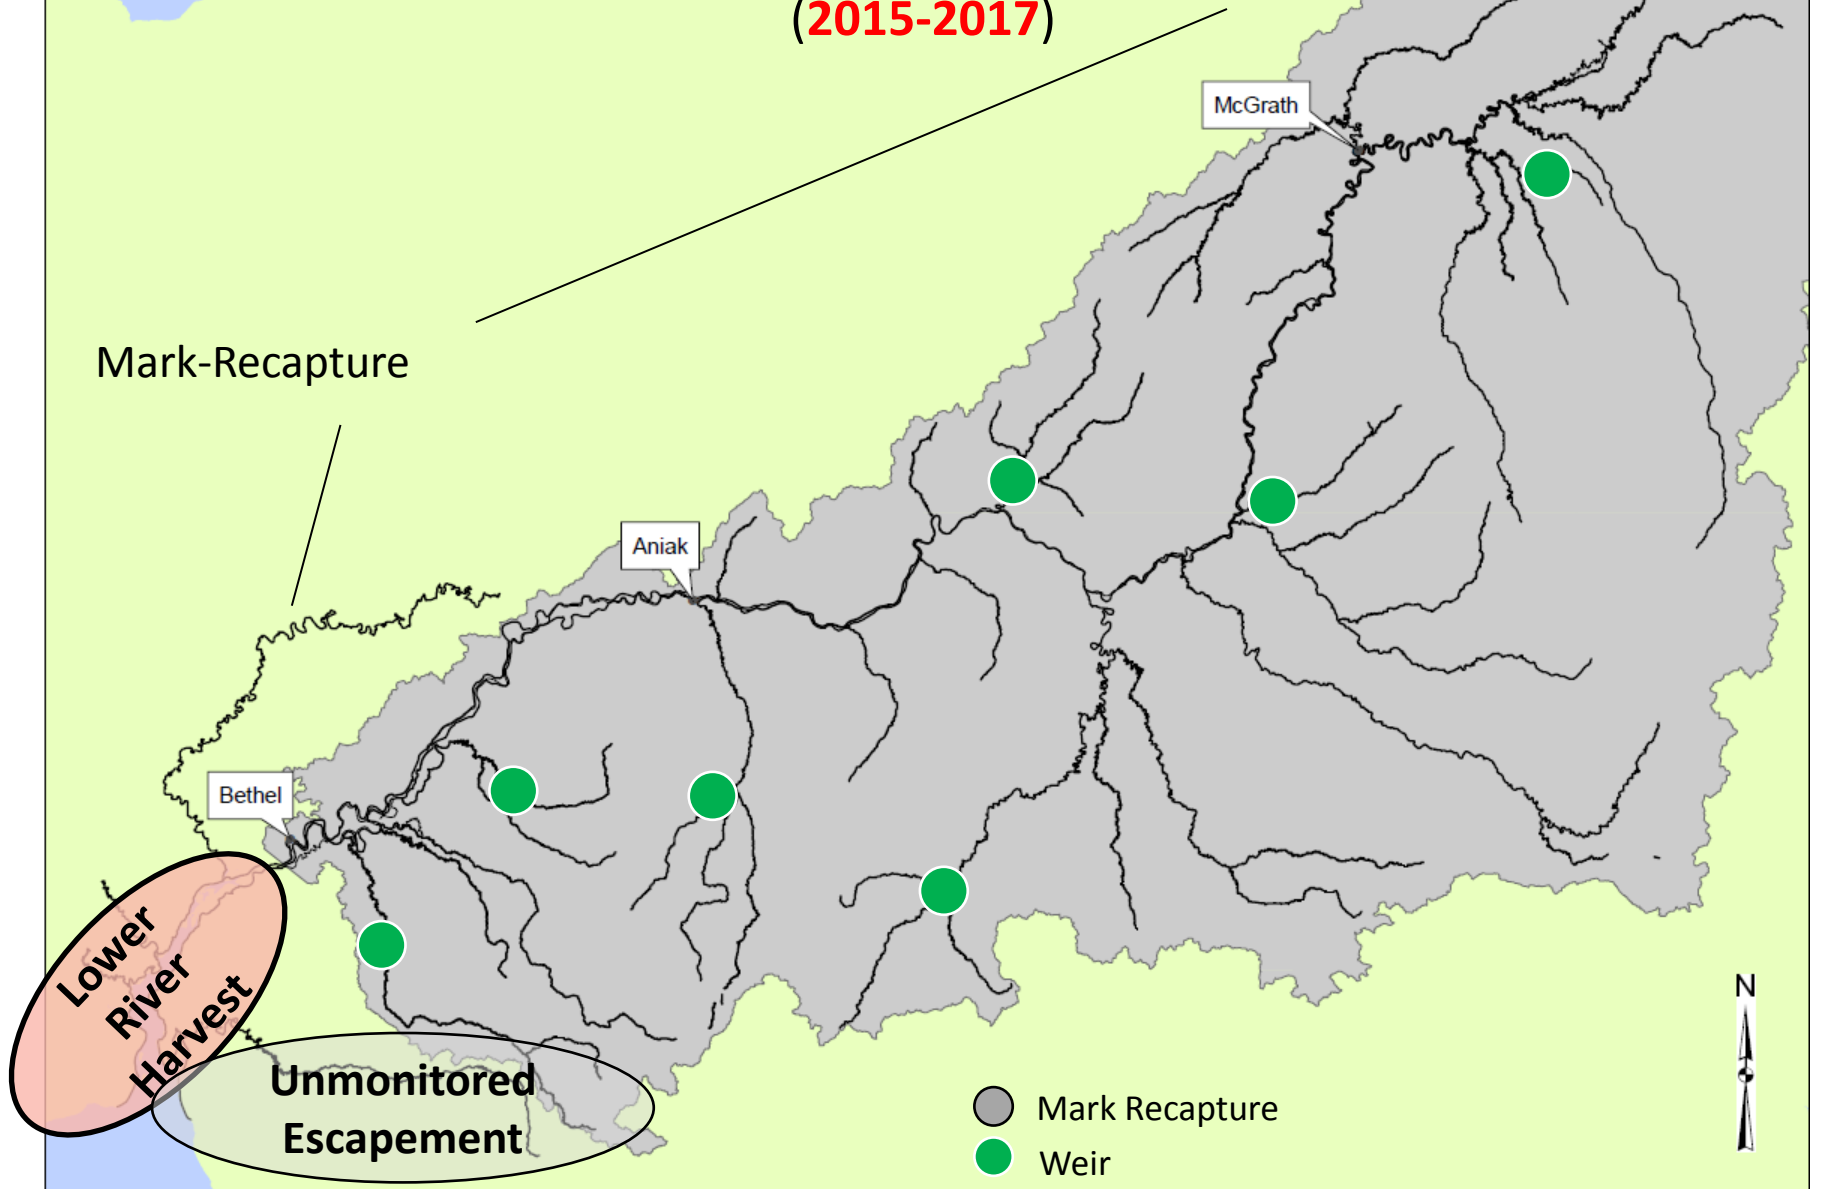 (2015-2017)
McGrath
Mark-Recapture
Aniak
Bethel
Lower
River
Harvest
N
Unmonitored
Escapement
Mark Recapture
Weir